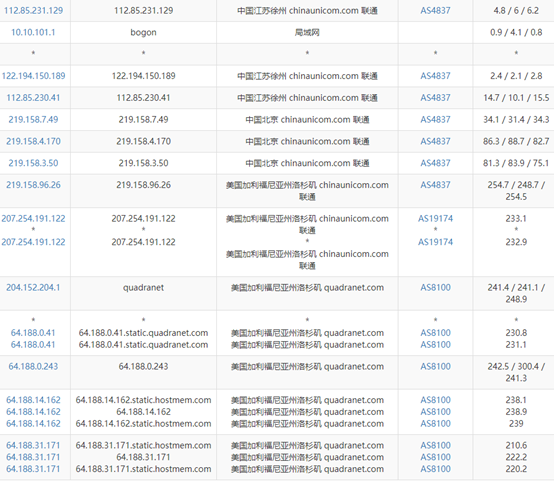 112.85.231.129 112.85.231.129 中国江苏徐州 chinaunicom.com 联通 AS4837 4.8 / 6 / 6.2
10.10.101.1 bogon 局域网 0.9 / 4.1 / 0.8
* * * * *
122.194.150.189 122.194.150.189 中国江苏徐州 chinaunicom.com 联通 AS4837 2.4 / 2.1 / 2.8
112.85.230.41 112.85.230.41 中国江苏徐州 chinaunicom.com 联通 AS4837 14.7 / 10.1 / 15.5
219.158.7.49 219.158.7.49 中国北京 chinaunicom.com 联通 AS4837 34.1 / 31.4 / 34.3
219.158.4.170 219.158.4.170 中国北京 chinaunicom.com 联通 AS4837 86.3 / 88.7 / 82.7
219.158.3.50 219.158.3.50 中国北京 chinaunicom.com 联通 AS4837 81.3 / 83.9 / 75.1
219.158.96.26 219.158.96.26 美国加利福尼亚州洛杉矶 chinaunicom.com AS4837 254.7 / 248.7 /
联通 254.5
207.254.191.122 207.254.191.122 美国加利福尼亚州洛杉矶 chinaunicom.com AS19174 233.1
* * 联通 * *
207.254.191.122 207.254.191.122 * AS19174 232.9
美国加利福尼亚州洛杉矶 chinaunicom.com
联通
204.152.204.1 quadranet 美国加利福尼亚州洛杉矶 quadranet.com AS8100 241.4 / 241.1 /
248.9
* * * * *
64.188.0.41 64.188.0.41.static.quadranet.com 美国加利福尼亚州洛杉矶 quadranet.com AS8100 230.8
64.188.0.41 64.188.0.41.static.quadranet.com 美国加利福尼亚州洛杉矶 quadranet.com AS8100 231.1
64.188.0.243 64.188.0.243 美国加利福尼亚州洛杉矶 quadranet.com AS8100 242.5 / 300.4 /
241.3
64.188.14.162 64.188.14.162.static.hostmem.com 美国加利福尼亚州洛杉矶 quadranet.com AS8100 238.1
64.188.14.162 64.188.14.162 美国加利福尼亚州洛杉矶 quadranet.com AS8100 238.9
64.188.14.162 64.188.14.162.static.hostmem.com 美国加利福尼亚州洛杉矶 quadranet.com AS8100 239
64.188.31.171 64.188.31.171.static.hostmem.com 美国加利福尼亚州洛杉矶 quadranet.com AS8100 210.6
64.188.31.171 64.188.31.171 美国加利福尼亚州洛杉矶 quadranet.com AS8100 222.2
64.188.31.171 64.188.31.171.static.hostmem.com 美国加利福尼亚州洛杉矶 quadranet.com AS8100 220.2